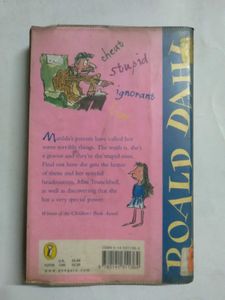 cheat
stupid
ignorant
ROALD DAHL
Matilda's parents have called her
some terrible things. The truth is, she's
a genius and they're the stupid ones.
Find out how she gets the better
of them and her spiteful
headmistress, Miss Trunchbull,
as well as discovering that she
has a very special power.
Winner of the Children's Book Award
U.K.